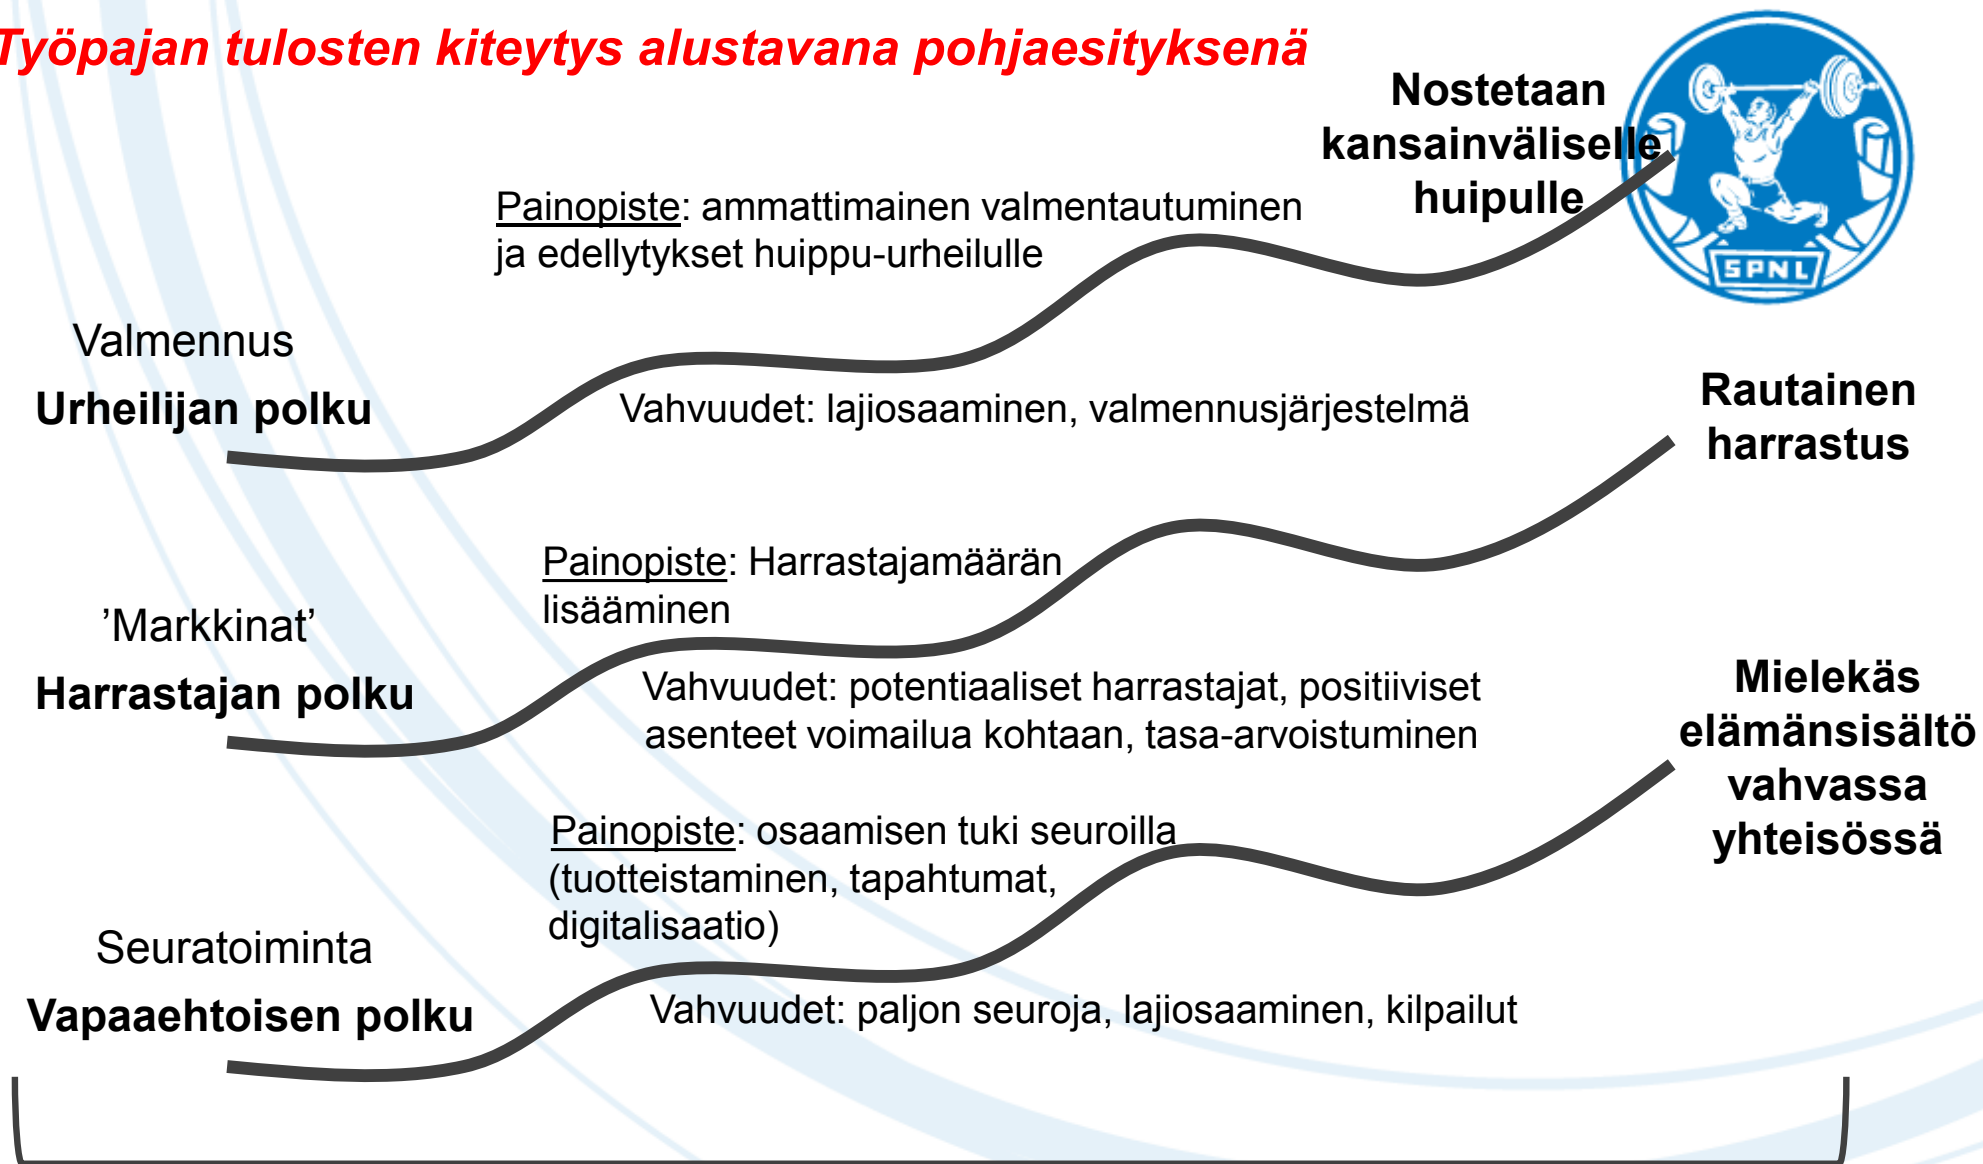 Työpajan tulosten kiteytys alustavana pohjaesityksenä
Nostetaan
kansainväliselle
huipulle
SPNL
Painopiste: ammattimainen valmentautuminen
ja edellytykset huippu-urheilulle
Valmennus
Urheilijan polku
Vahvuudet: lajiosaaminen, valmennusjärjestelmä
Rautainen
harrastus
Painopiste: Harrastajamäärän
lisääminen
’Markkinat’
Harrastajan polku
Vahvuudet: potentiaaliset harrastajat, positiiviset
asenteet voimailua kohtaan, tasa-arvoistuminen
Mielekäs
elämänsisältö
vahvassa
yhteisössä
Painopiste: osaamisen tuki seuroilla
(tuotteistaminen, tapahtumat,
digitalisaatio)
Seuratoiminta
Vapaaehtoisen polku
Vahvuudet: paljon seuroja, lajiosaaminen, kilpailut